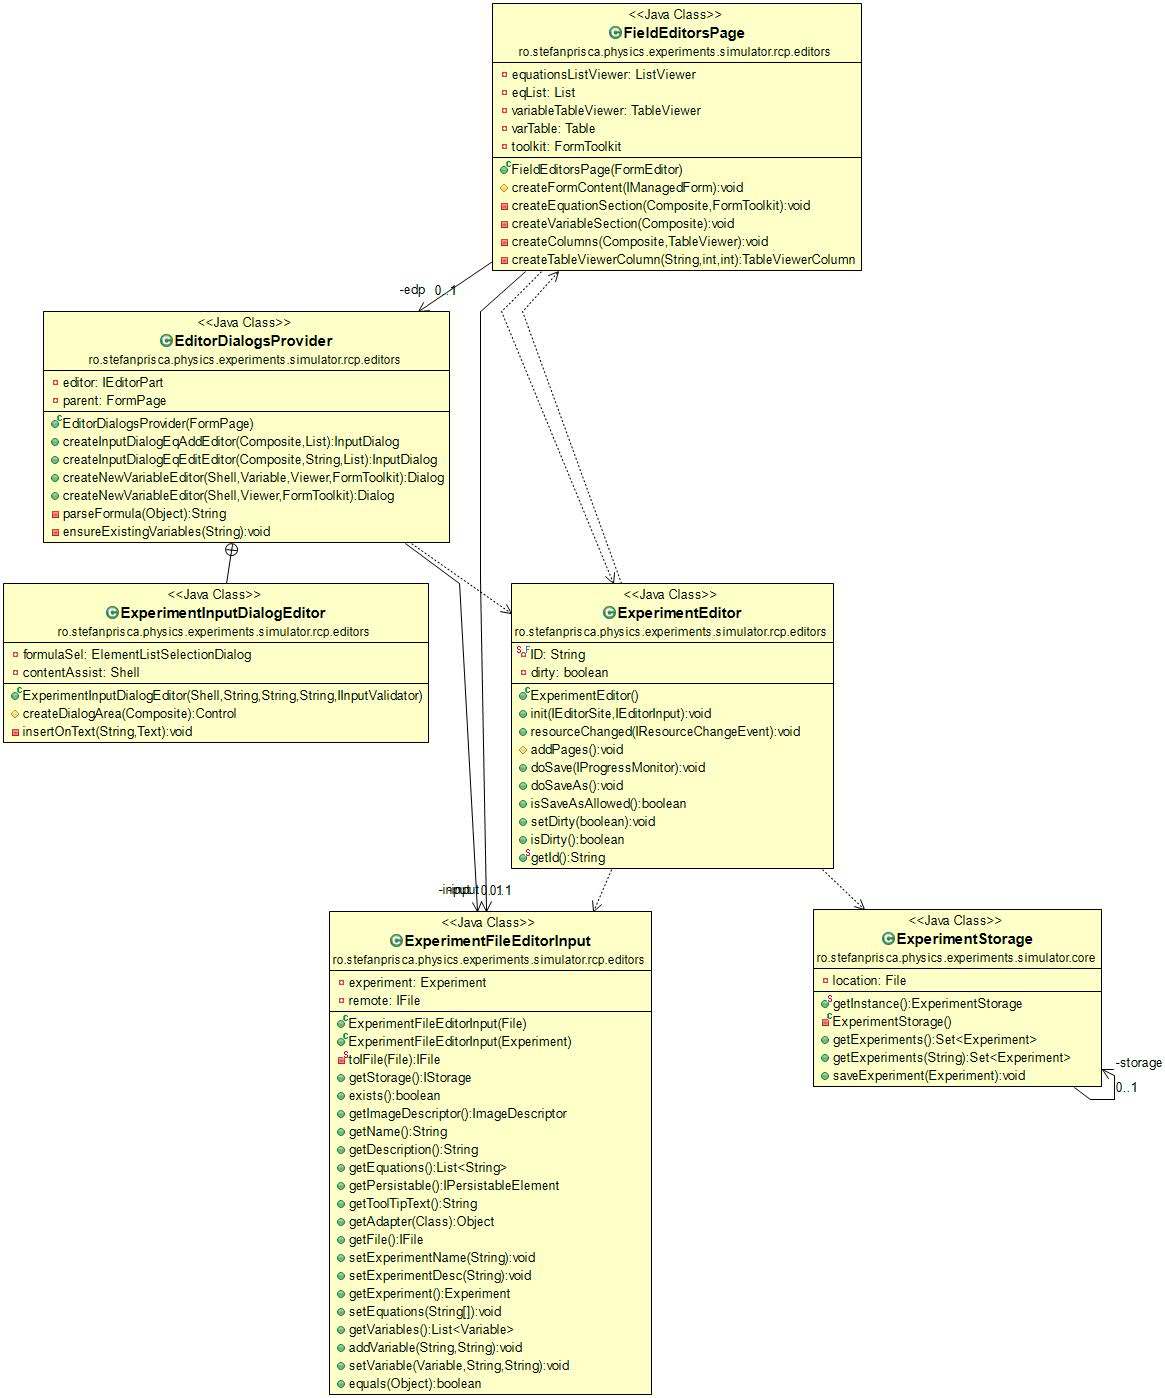 <<Java Class>>
FieldEditorsPage
ro.stefanprisca.physics.experiments.simulator.rcp.editors
equationsListViewer: ListViewer
eqList: List
variableTableViewer: TableViewer
varTable: Table
toolkit: FormToolkit
FieldEditorsPage(FormEditor)
createFormContent(IManagedForm):void
createEquationSection(Composite,FormToolkit):void
createVariableSection(Composite):void
createColumns(Composite,TableViewer):void
createTableViewerColumn(String,int,int):TableViewerColumn
-edp 0..1
<<Java Class>>
EditorDialogsProvider
ro.stefanprisca.physics.experiments.simulator.rcp.editors
editor: IEditorPart
parent: FormPage
EditorDialogsProvider(FormPage)
createInputDialogEqAddEditor(Composite,List):InputDialog
createInputDialogEqEditEditor(Composite,String,List):InputDialog
createNewVariableEditor(Shell,Variable,Viewer,FormToolkit):Dialog
createNewVariableEditor(Shell,Viewer,FormToolkit):Dialog
parseFormula(Object):String
ensureExistingVariables(String):void
<<Java Class>>
ExperimentInputDialogEditor
ro.stefanprisca.physics.experiments.simulator.rcp.editors
formulaSel: ElementListSelectionDialog
contentAssist: Shell
ExperimentInputDialogEditor(Shell,String,String,String,IInputValidator)
createDialogArea(Composite):Control
insertOnText(String,Text):void
<<Java Class>>
ExperimentEditor
ro.stefanprisca.physics.experiments.simulator.rcp.editors
ID: String
dirty: boolean
ExperimentEditor()
init(IEditorSite,IEditorInput):void
resourceChanged(IResourceChangeEvent):void
addPages():void
doSave(IProgressMonitor):void
doSaveAs():void
isSaveAsAllowed():boolean
setDirty(boolean):void
isDirty():boolean
getId():String
<<Java Class>>
ExperimentFileEditorInput
ro.stefanprisca.physics.experiments.simulator.rcp.editors
experiment: Experiment
remote: IFile
ExperimentFileEditorInput(File)
ExperimentFileEditorInput(Experiment)
toIFile(File):IFile
getStorage():IStorage
exists():boolean
getImageDescriptor():ImageDescriptor
getName():String
getDescription():String
getEquations():List<String>
getPersistable():IPersistableElement
getToolTipText():String
getAdapter(Class):Object
getFile():IFile
setExperimentName(String):void
setExperimentDesc(String):void
getExperiment():Experiment
setEquations(String[]):void
getVariables():List<Variable>
addVariable(String,String):void
setVariable(Variable,String,String):void
equals(Object):boolean
<<Java Class>>
ExperimentStorage
ro.stefanprisca.physics.experiments.simulator.core
location: File
getInstance():ExperimentStorage
ExperimentStorage()
getExperiments():Set<Experiment>
getExperiments(String):Set<Experiment>
saveExperiment(Experiment):void
-storage
0..1